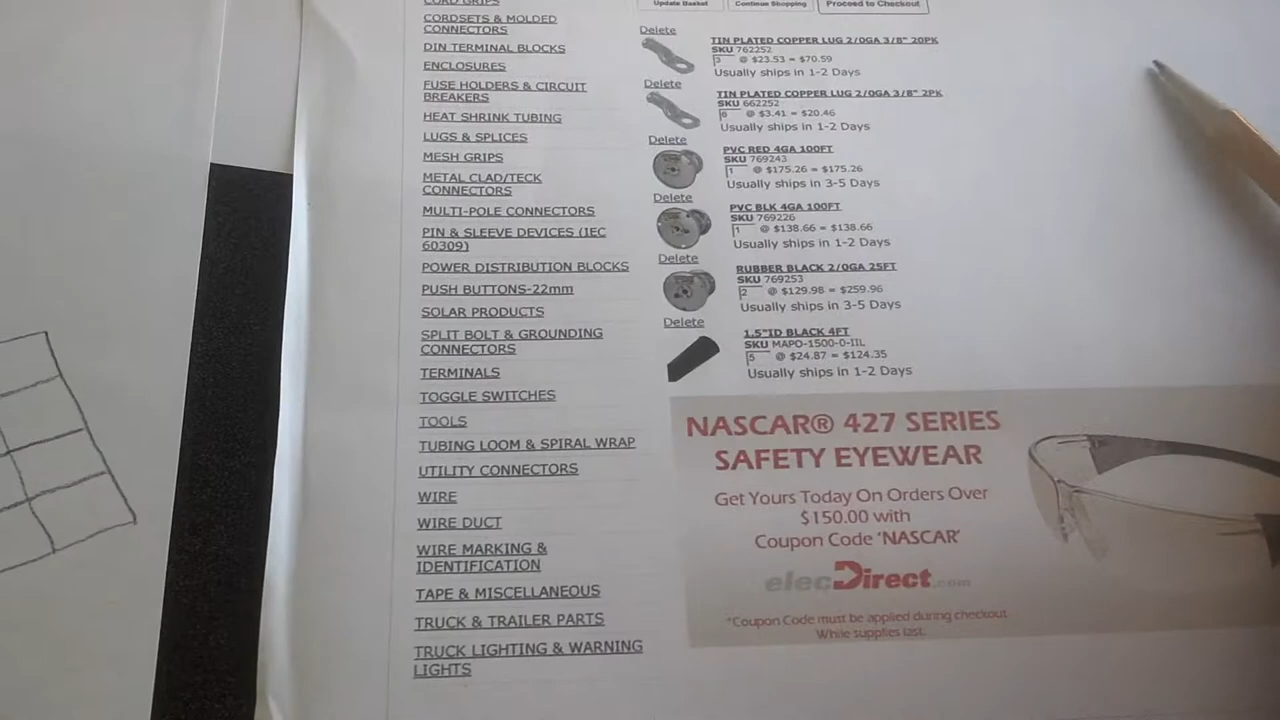 CORD GRIPS
CORDSETS & MOLDED
CONNECTORS
DIN TERMINAL BLOCKS
ENCLOSURES
FUSE HOLDERS & CIRCUIT
BREAKERS
HEAT SHRINK TUBING
LUGS & SPLICES
MESH GRIPS
METAL CLAD/TECK
CONNECTORS
MULTI-POLE CONNECTORS
PIN & SLEEVE DEVICES (IEC
60309)
POWER DISTRIBUTION BLOCKS
PUSH BUTTONS-22mm
SOLAR PRODUCTS
SPLIT BOLT & GROUNDING
CONNECTORS
TERMINALS
TOGGLE SWITCHES
TOOLS
TUBING LOOM & SPIRAL WRAP
UTILITY CONNECTORS
WIRE
WIRE DUCT
WIRE MARKING &
IDENTIFICATION
TAPE & MISCELLANEOUS
TRUCK & TRAILER PARTS
TRUCK LIGHTING & WARNING
LIGHTS
Update Basket Continue Shopping Proceed to Checkout
Delete
TIN PLATED COPPER LUG 2/0GA 3/8" 20PK
SKU 762252
3 @ $23.53 = $70.59
Usually ships in 1-2 Days
Delete
TIN PLATED COPPER LUG 2/0GA 3/8" 2PK
SKU 662252
6 @ $3.41 = $20.46
Usually ships in 1-2 Days
Delete
PVC RED 4GA 100FT
SKU 769243
1 @ $175.26 = $175.26
Usually ships in 3-5 Days
Delete
PVC BLK 4GA 100FT
SKU 769226
1 @ $138.66 = $138.66
Usually ships in 1-2 Days
Delete
RUBBER BLACK 2/0GA 25FT
SKU 769253
2 @ $129.98 = $259.96
Usually ships in 3-5 Days
Delete
1.5"ID BLACK 4FT
SKU MAPO-1500-0-IIL
5 @ $24.87 = $124.35
Usually ships in 1-2 Days
NASCAR® 427 SERIES
SAFETY EYEWEAR
Get Yours Today On Orders Over
$150.00 with
Coupon Code 'NASCAR'
elecDirect.com
*Coupon Code must be applied during checkout
While supplies last.